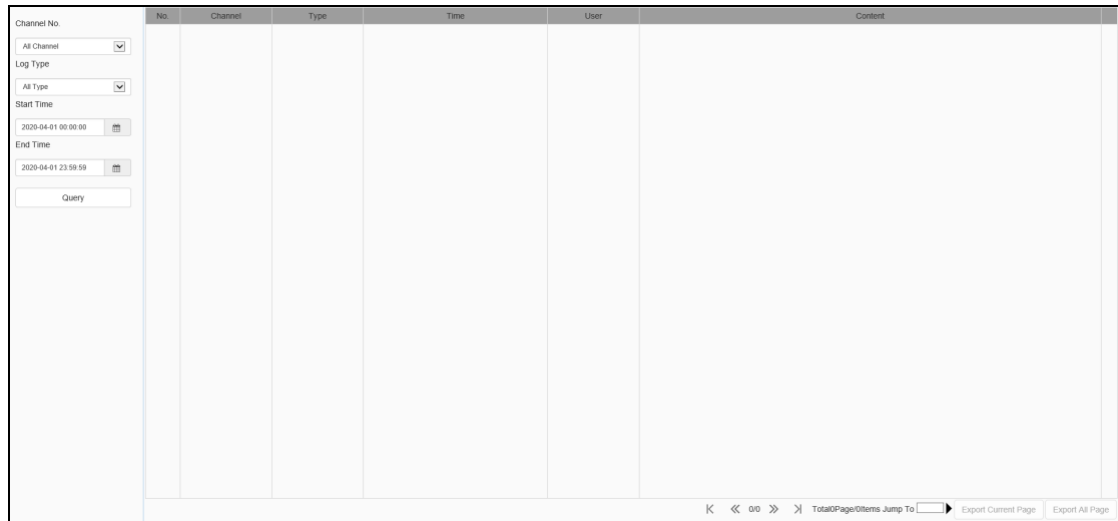 Channel No.
All Channel
Log Type
All Type
Start Time
2020-04-01 00:00:00
End Time
2020-04-01 23:59:59
Query
No. Channel Type Time User Content
0/0 Total0Page/0Items Jump To Export Current Page Export All Page